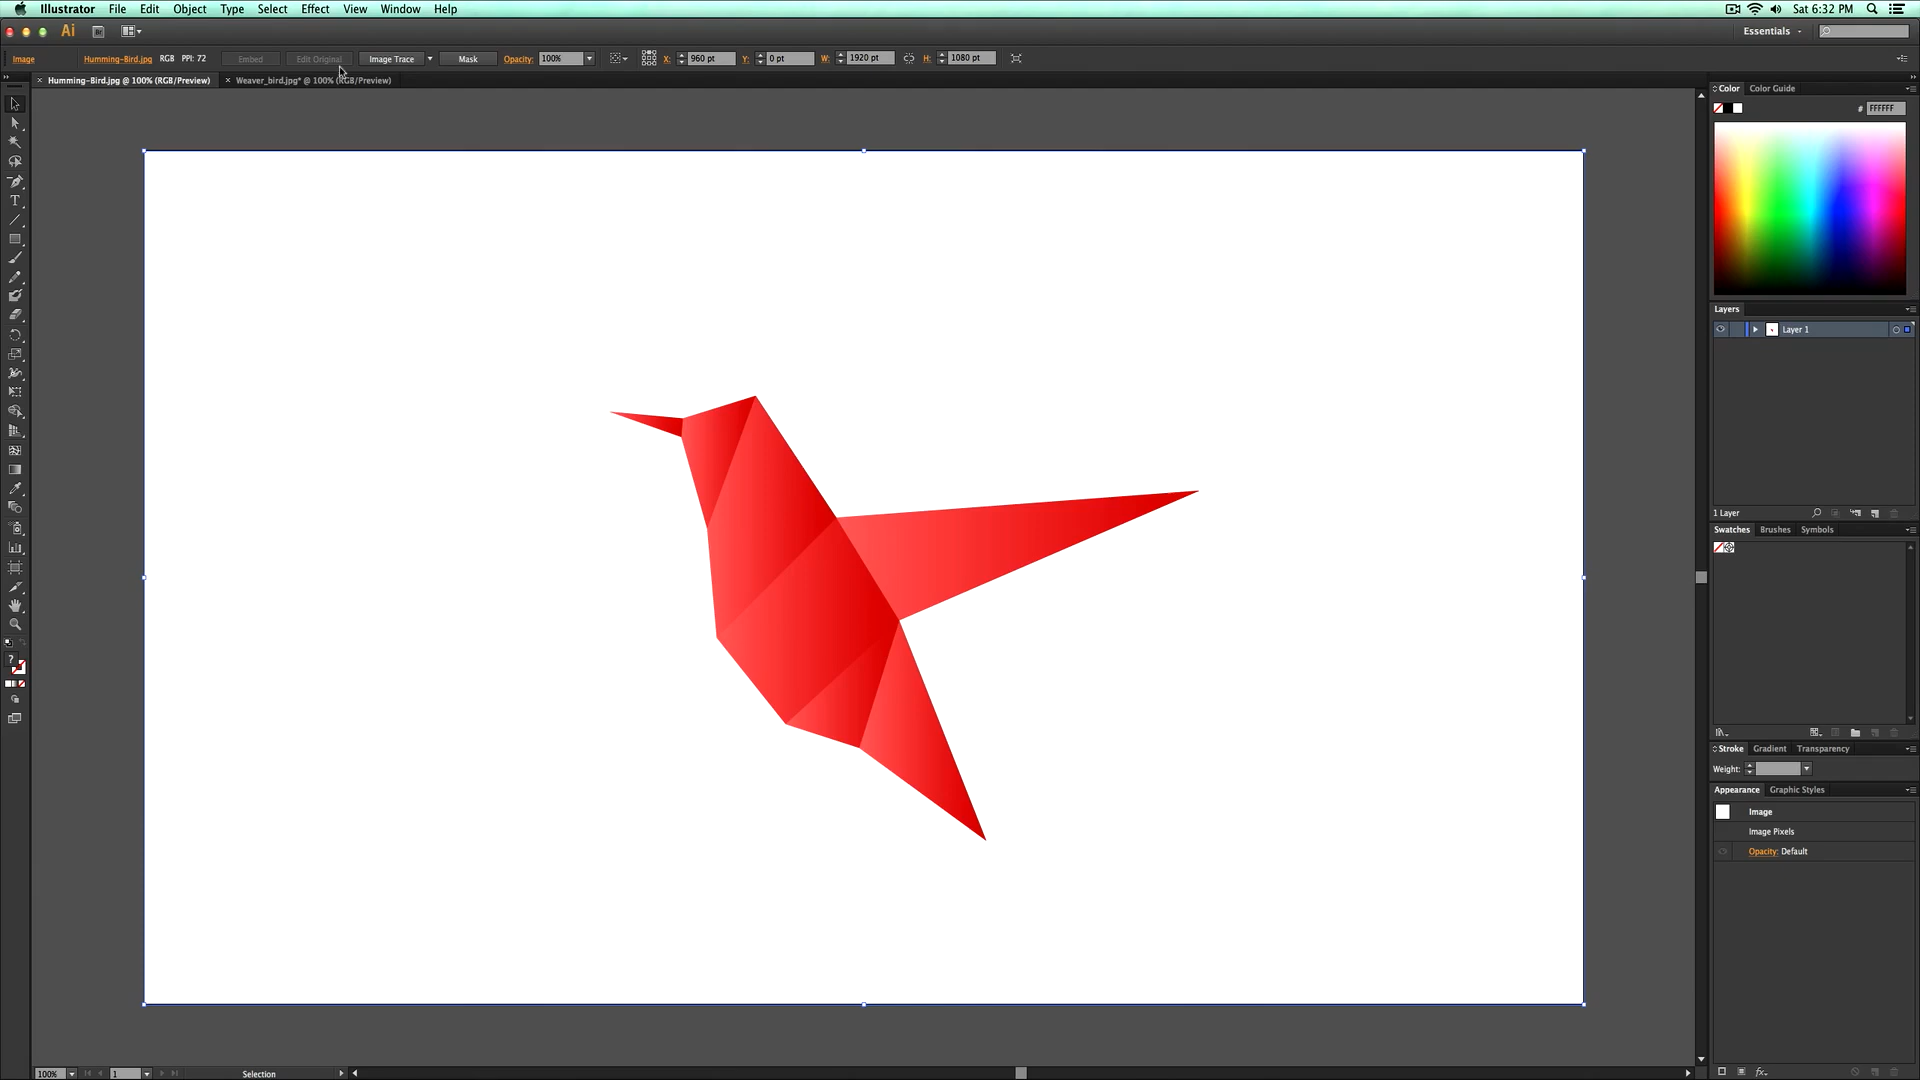 Illustrator File Edit Object Type Select Effect View Window Help Sat 6:32 PM
Ai Br Essentials
Image Humming-Bird.jpg RGB PPI: 72 Embed Edit Original Image Trace Mask Opacity: 100% X: 960 pt Y: 0 pt W: 1920 pt H: 1080 pt
× Humming-Bird.jpg @ 100% (RGB/Preview) × Weaver_bird.jpg* @ 100% (RGB/Preview)
Color Color Guide
# FFFFFF
Layers
Layer 1
1 Layer
Swatches Brushes Symbols
Stroke Gradient Transparency
Weight:
Appearance Graphic Styles
Image
Image Pixels
Opacity: Default
fx
T
?
100% 1 Selection